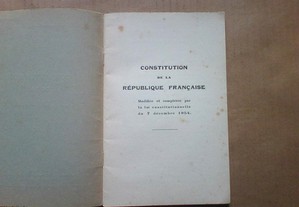 CONSTITUTION
DE LA
RÉPUBLIQUE FRANÇAISE
Modifiée et complétée par
la loi constitutionnelle
du 7 décembre 1954.